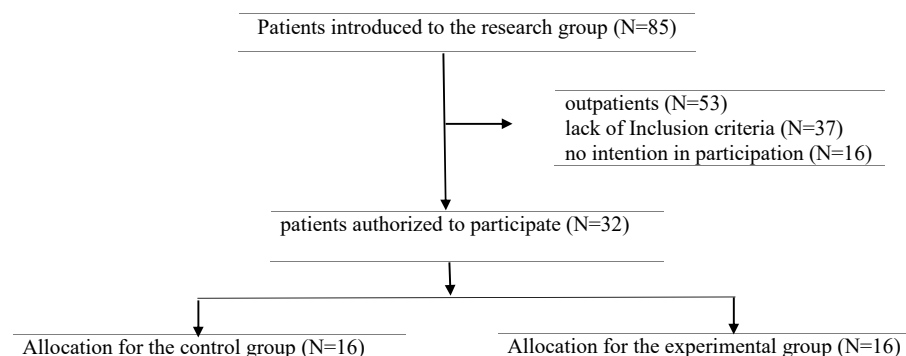 Patients introduced to the research group (N=85)
outpatients (N=53)
lack of Inclusion criteria (N=37)
no intention in participation (N=16)
patients authorized to participate (N=32)
Allocation for the control group (N=16)
Allocation for the experimental group (N=16)